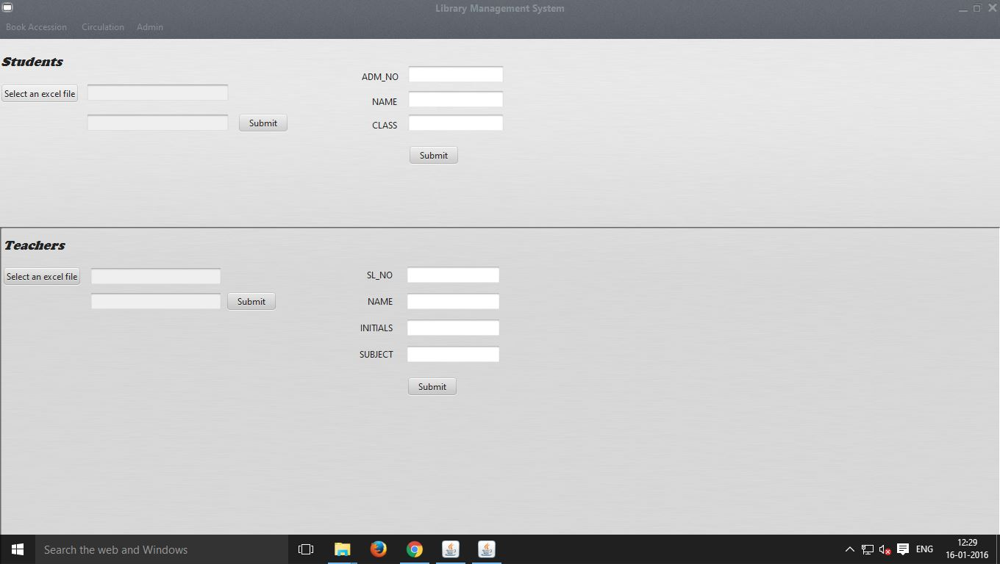 Library Management System
Book Accession Circulation Admin
Students
Select an excel file
Submit
ADM_NO
NAME
CLASS
Submit
Teachers
Select an excel file
Submit
SL_NO
NAME
INITIALS
SUBJECT
Submit
Search the web and Windows
ENG
12:29
16-01-2016